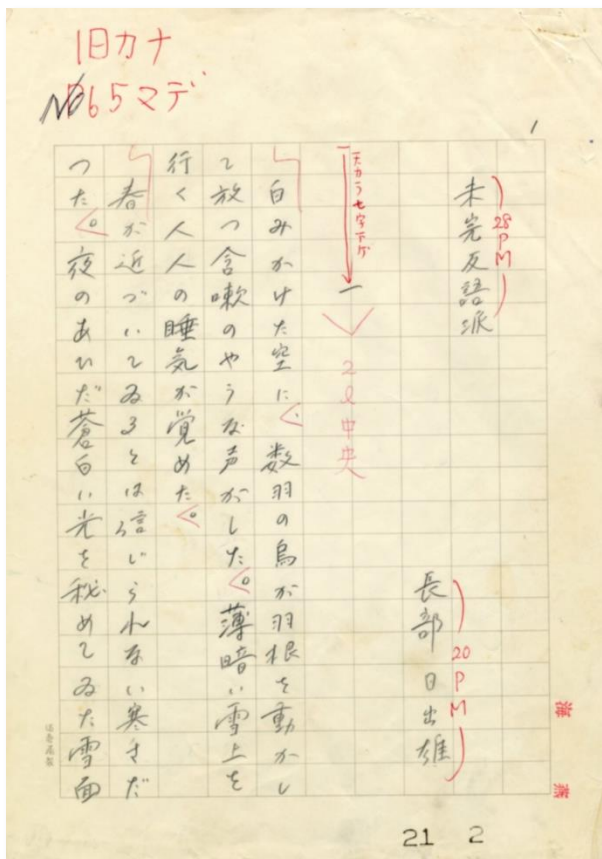 旧カナ
P65マデ
1
28PM
未完反語派
長部 日出雄
20PM
天カラ七字下ゲ
一
2l中央
白みかけた空に、数羽の烏が羽根を動かし
て放つ含嗽のやうな声がした。薄暗い雪上を
行く人人の睡気が覚めた。
春が近づいてゐるとは信じられない寒さだ
つた。夜のあひだ蒼白い光を秘めてゐた雪面
海燕
21 2